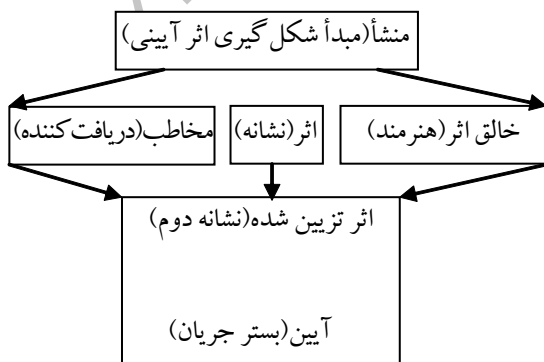 منشأ(مبدأ شکل گیری اثر آیینی)
خالق اثر(هنرمند)
اثر(نشانه)
مخاطب(دریافت‌کننده)
اثر تزیین شده(نشانه دوم)
آیین(بستر جریان)